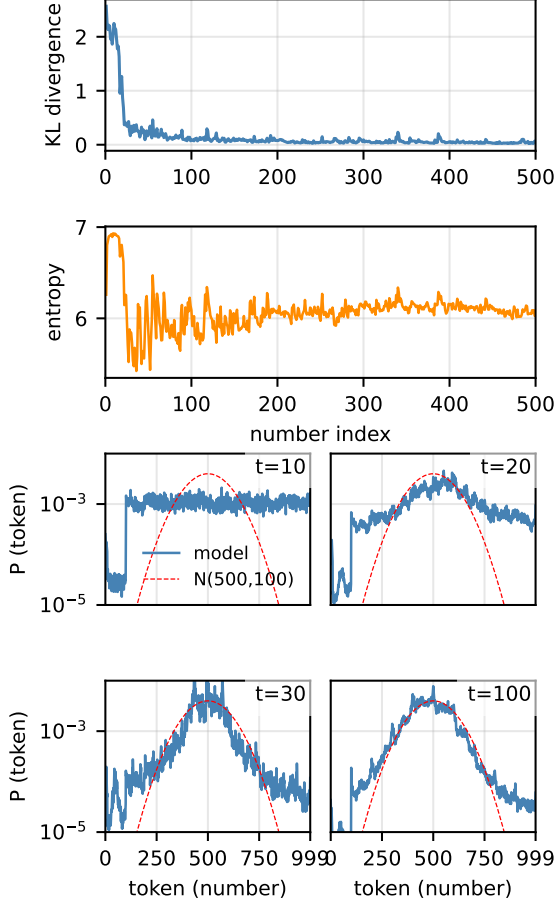 KL divergence
2
1
0
0 100 200 300 400 500
entropy
7
6
0 100 200 300 400 500
number index
P (token)
10⁻³
10⁻⁵
t=10
model
N(500,100)
t=20
P (token)
10⁻³
10⁻⁵
t=30
t=100
0 250 500 750 999
0 250 500 750 999
token (number)
token (number)